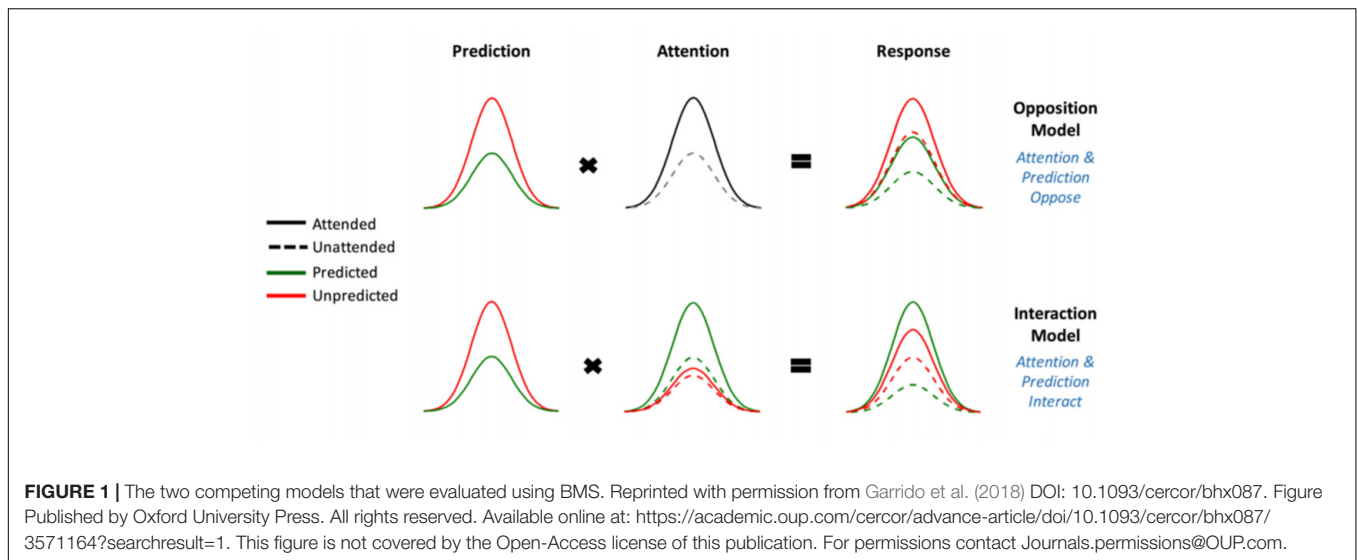 Prediction Attention Response
Opposition
Model
Attention &
Prediction
Oppose
Attended
Unattended
Predicted
Unpredicted
Interaction
Model
Attention &
Prediction
Interact
FIGURE 1 | The two competing models that were evaluated using BMS. Reprinted with permission from Garrido et al. (2018) DOI: 10.1093/cercor/bhx087. Figure
Published by Oxford University Press. All rights reserved. Available online at: https://academic.oup.com/cercor/advance-article/doi/10.1093/cercor/bhx087/
3571164?searchresult=1. This figure is not covered by the Open-Access license of this publication. For permissions contact Journals.permissions@OUP.com.